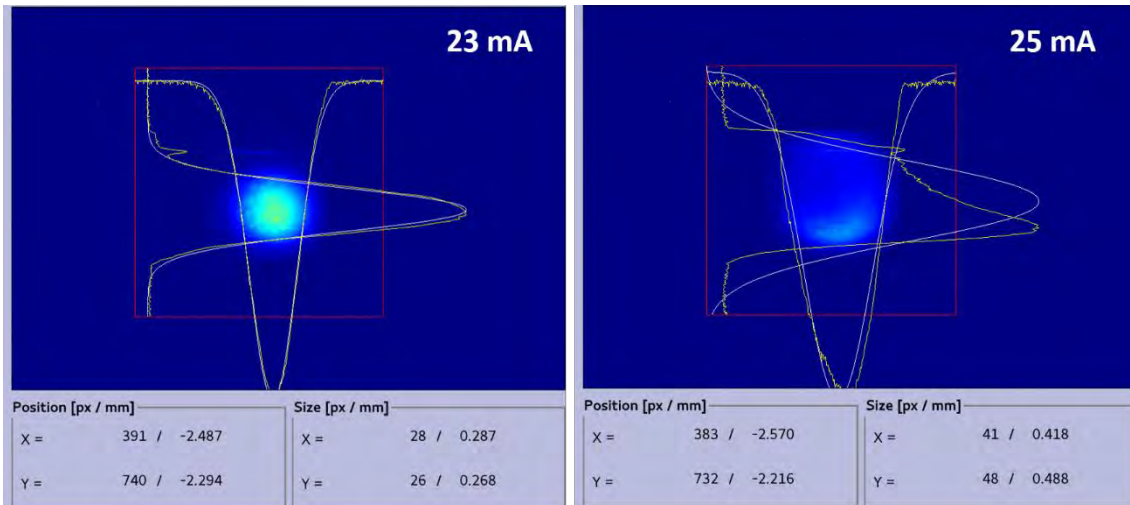 23 mA
Position [px / mm]
Size [px / mm]
X = 391 / -2.487
X = 28 / 0.287
Y = 740 / -2.294
Y = 26 / 0.268
25 mA
Position [px / mm]
Size [px / mm]
X = 383 / -2.570
X = 41 / 0.418
Y = 732 / -2.216
Y = 48 / 0.488